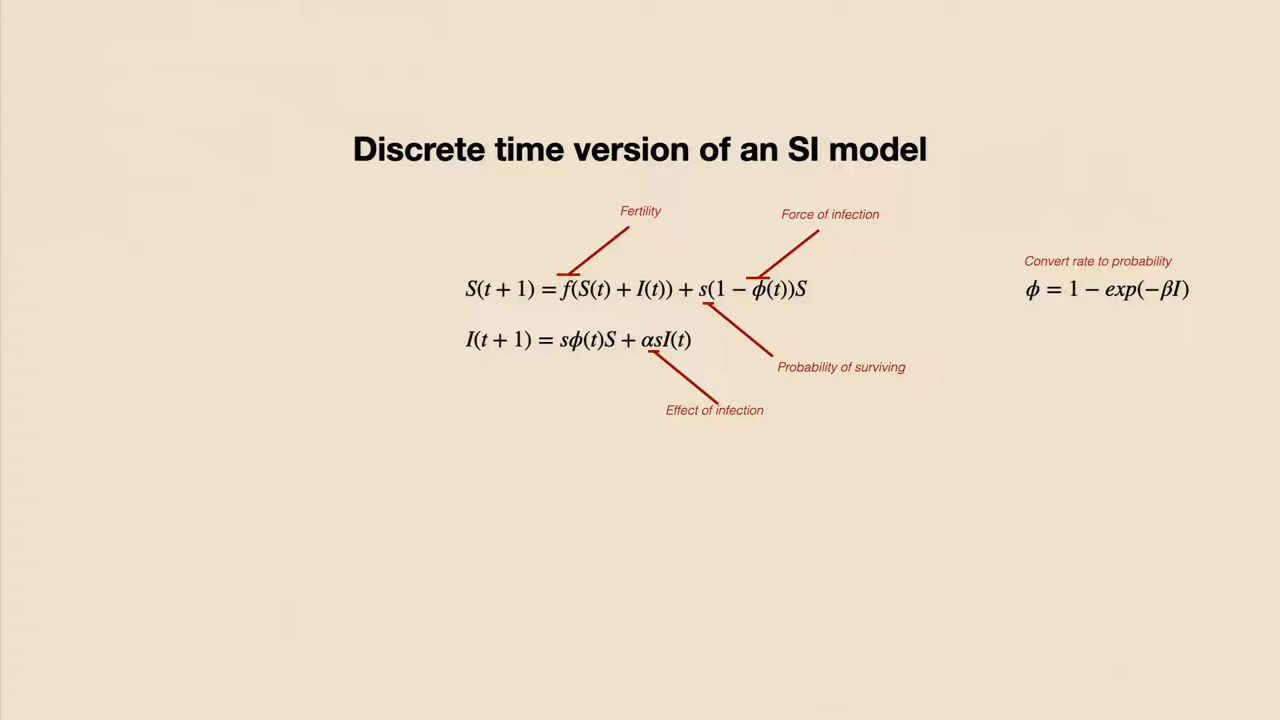 Discrete time version of an SI model
Fertility
Force of infection
Convert rate to probability
S(t + 1) = f(S(t) + I(t)) + s(1 − ϕ(t))S
ϕ = 1 − exp(−βI)
I(t + 1) = sϕ(t)S + αsI(t)
Probability of surviving
Effect of infection